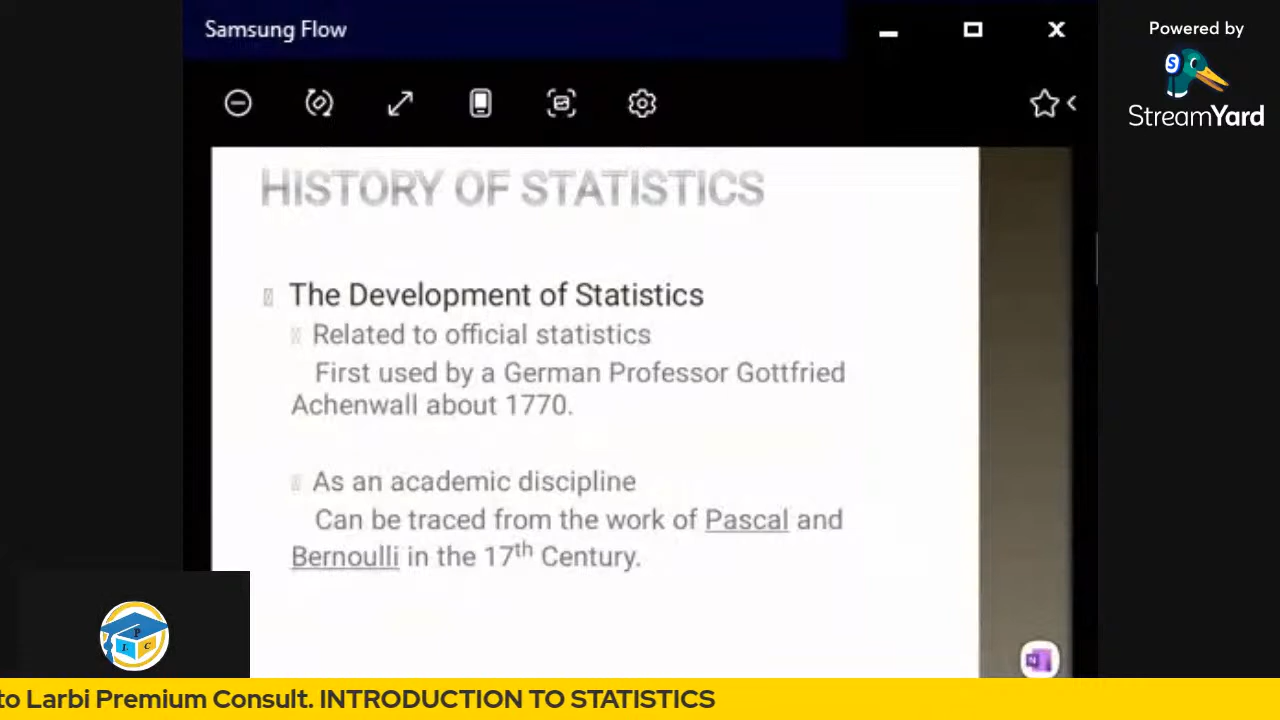 Samsung Flow
Powered by
StreamYard
HISTORY OF STATISTICS
The Development of Statistics
Related to official statistics
First used by a German Professor Gottfried
Achenwall about 1770.
As an academic discipline
Can be traced from the work of Pascal and
Bernoulli in the 17th Century.
P
L C
N
S
to Larbi Premium Consult. INTRODUCTION TO STATISTICS